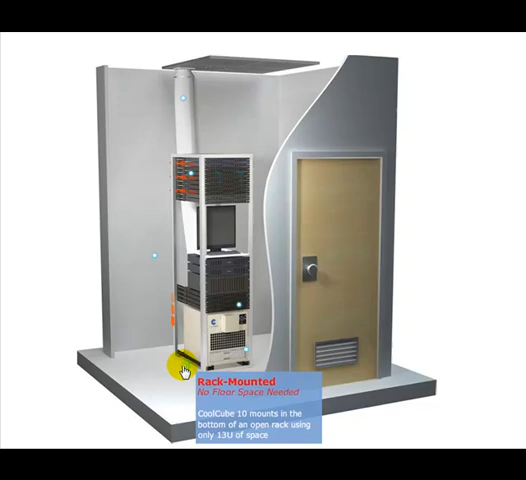 Rack-Mounted
No Floor Space Needed
CoolCube 10 mounts in the
bottom of an open rack using
only 13U of space